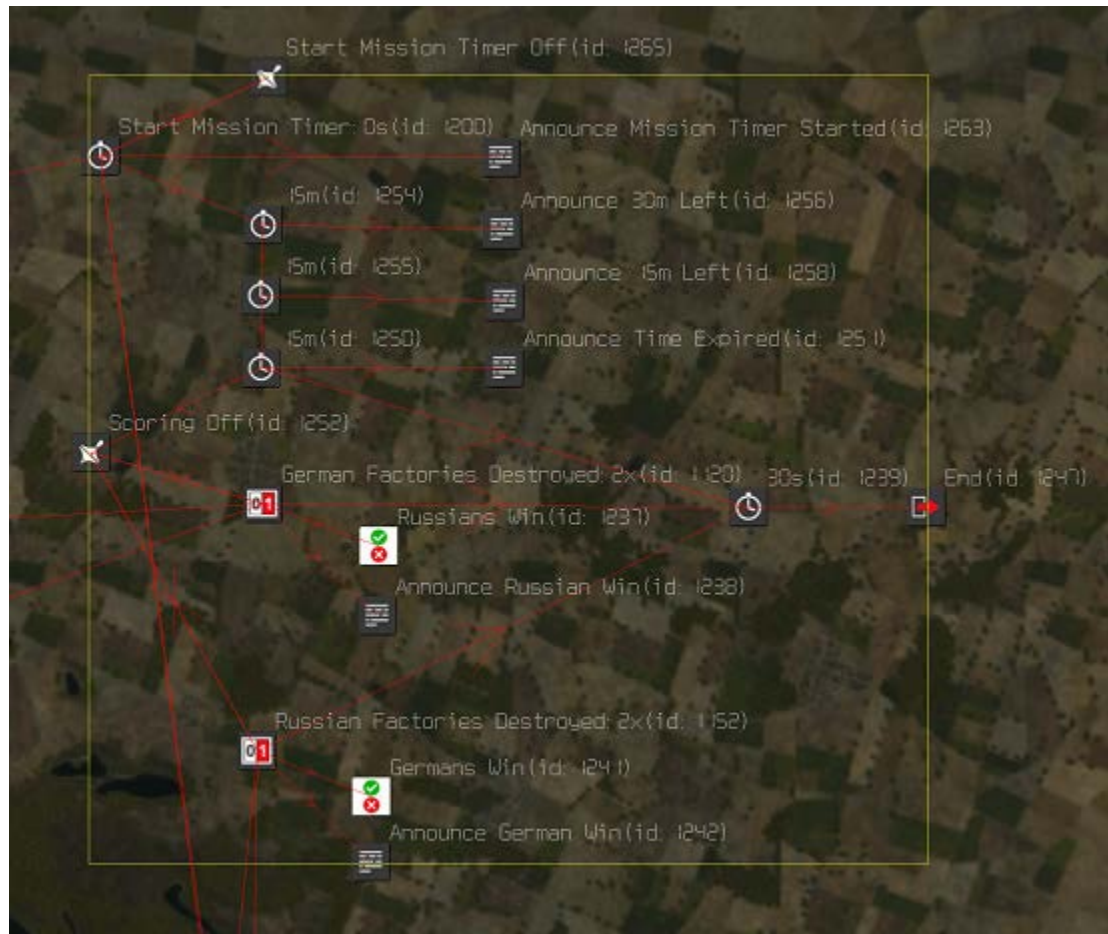 Start Mission Timer Off(id: 1265)
Start Mission Timer: 0s(id: 1200)
Announce Mission Timer Started(id: 1263)
15m(id: 1254)
Announce 30m Left(id: 1256)
15m(id: 1255)
Announce 15m Left(id: 1258)
15m(id: 1250)
Announce Time Expired(id: 1251)
Scoring Off(id: 1252)
German Factories Destroyed: 2x(id: 1120)
30s(id: 1239)
End(id: 1247)
01
Russians Win(id: 1237)
Announce Russian Win(id: 1238)
Russian Factories Destroyed: 2x(id: 1152)
01
Germans Win(id: 1241)
Announce German Win(id: 1242)